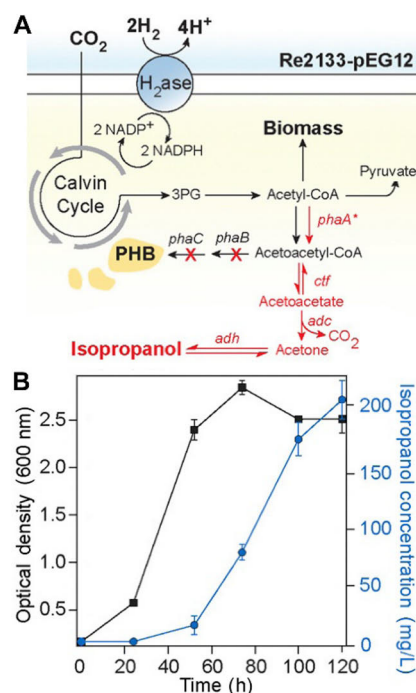 A
CO2
2H2
4H+
Re2133-pEG12
H2ase
2 NADP+
2 NADPH
Biomass
Pyruvate
Calvin
Cycle
3PG
Acetyl-CoA
phaA*
phaC
phaB
PHB
Acetoacetyl-CoA
ctf
Acetoacetate
adc
CO2
Isopropanol
adh
Acetone
B
Optical density (600 nm)
2.5
2.0
1.5
1.0
0.5
Isopropanol concentration (mg/L)
200
150
100
50
0
0 20 40 60 80 100 120
Time (h)